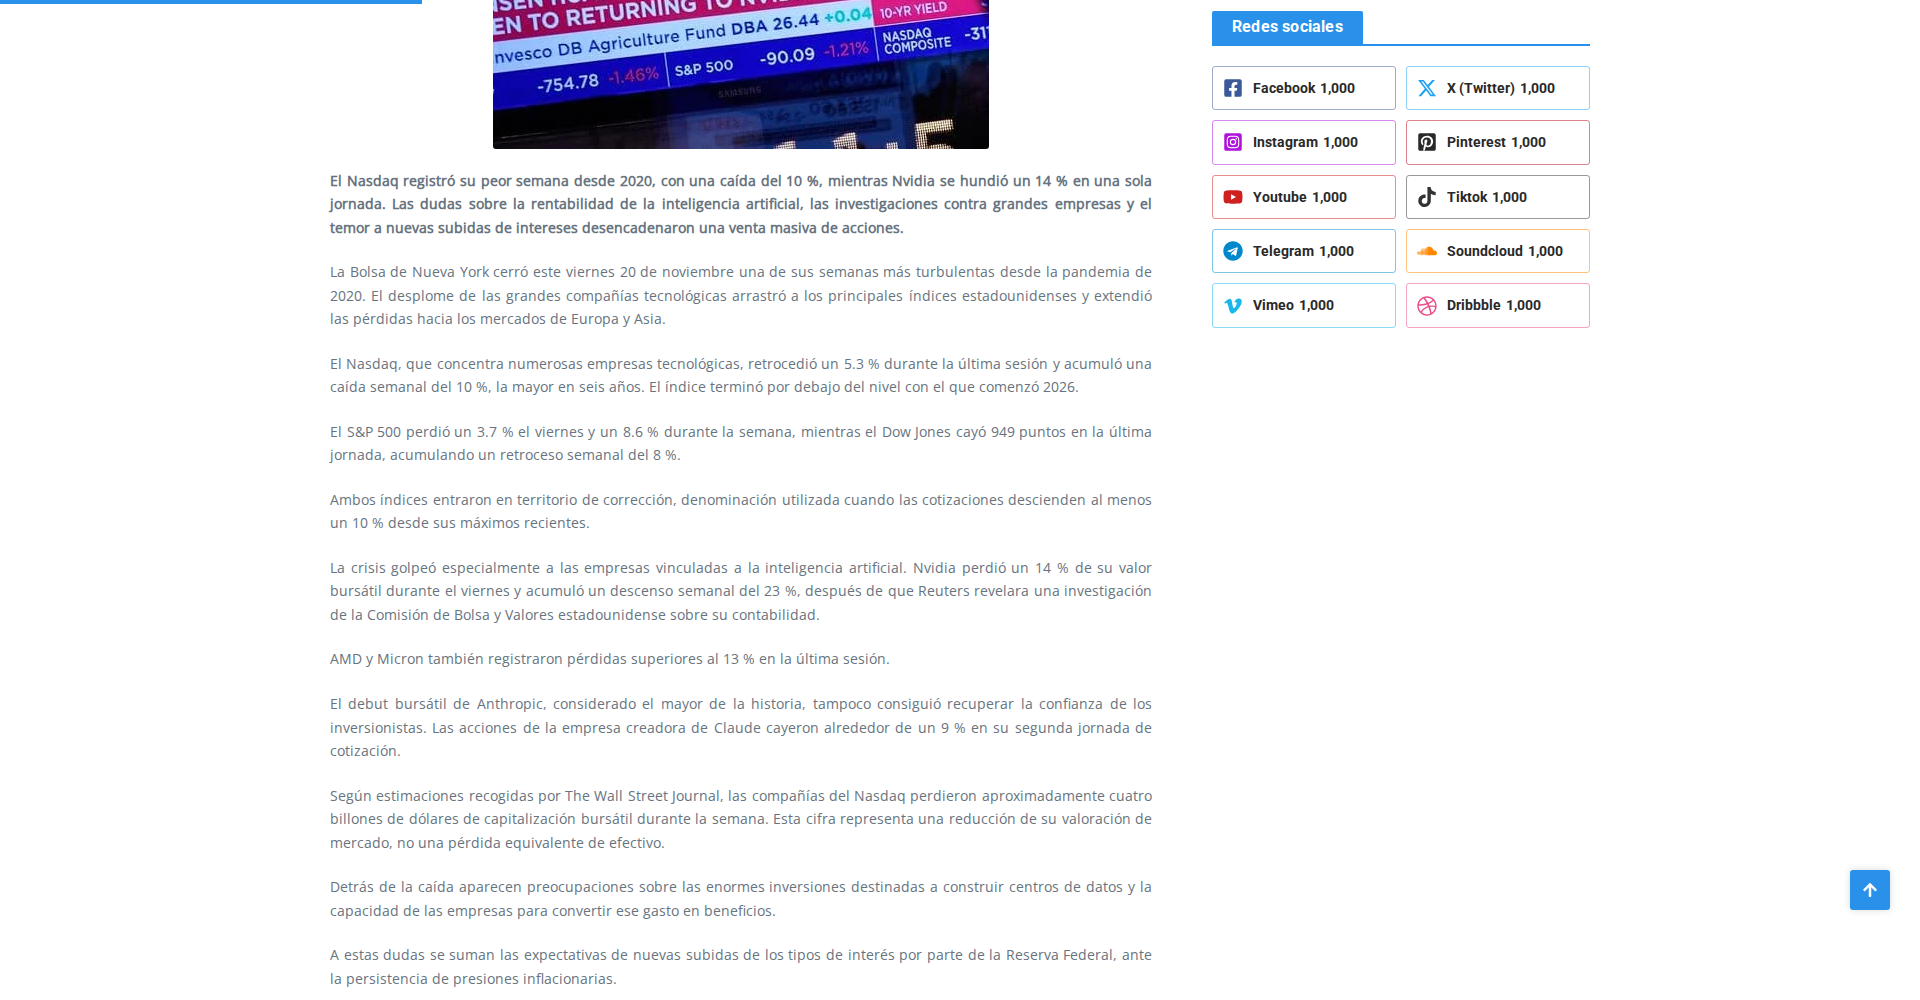 EN TO RETURNING TO
Invesco DB Agriculture Fund DBA 26.44 +0.04
10-YR YIELD
-754.78 -1.46% S&P 500 -90.09 -1.21%
NASDAQ
COMPOSITE
SAMSUNG
El Nasdaq registró su peor semana desde 2020, con una caída del 10 %, mientras Nvidia se hundió un 14 % en una sola
jornada. Las dudas sobre la rentabilidad de la inteligencia artificial, las investigaciones contra grandes empresas y el
temor a nuevas subidas de intereses desencadenaron una venta masiva de acciones.
La Bolsa de Nueva York cerró este viernes 20 de noviembre una de sus semanas más turbulentas desde la pandemia de
2020. El desplome de las grandes compañías tecnológicas arrastró a los principales índices estadounidenses y extendió
las pérdidas hacia los mercados de Europa y Asia.
El Nasdaq, que concentra numerosas empresas tecnológicas, retrocedió un 5.3 % durante la última sesión y acumuló una
caída semanal del 10 %, la mayor en seis años. El índice terminó por debajo del nivel con el que comenzó 2026.
El S&P 500 perdió un 3.7 % el viernes y un 8.6 % durante la semana, mientras el Dow Jones cayó 949 puntos en la última
jornada, acumulando un retroceso semanal del 8 %.
Ambos índices entraron en territorio de corrección, denominación utilizada cuando las cotizaciones descienden al menos
un 10 % desde sus máximos recientes.
La crisis golpeó especialmente a las empresas vinculadas a la inteligencia artificial. Nvidia perdió un 14 % de su valor
bursátil durante el viernes y acumuló un descenso semanal del 23 %, después de que Reuters revelara una investigación
de la Comisión de Bolsa y Valores estadounidense sobre su contabilidad.
AMD y Micron también registraron pérdidas superiores al 13 % en la última sesión.
El debut bursátil de Anthropic, considerado el mayor de la historia, tampoco consiguió recuperar la confianza de los
inversionistas. Las acciones de la empresa creadora de Claude cayeron alrededor de un 9 % en su segunda jornada de
cotización.
Según estimaciones recogidas por The Wall Street Journal, las compañías del Nasdaq perdieron aproximadamente cuatro
billones de dólares de capitalización bursátil durante la semana. Esta cifra representa una reducción de su valoración de
mercado, no una pérdida equivalente de efectivo.
Detrás de la caída aparecen preocupaciones sobre las enormes inversiones destinadas a construir centros de datos y la
capacidad de las empresas para convertir ese gasto en beneficios.
A estas dudas se suman las expectativas de nuevas subidas de los tipos de interés por parte de la Reserva Federal, ante
la persistencia de presiones inflacionarias.
Redes sociales
Facebook 1,000
X (Twitter) 1,000
Instagram 1,000
Pinterest 1,000
Youtube 1,000
Tiktok 1,000
Telegram 1,000
Soundcloud 1,000
Vimeo 1,000
Dribbble 1,000